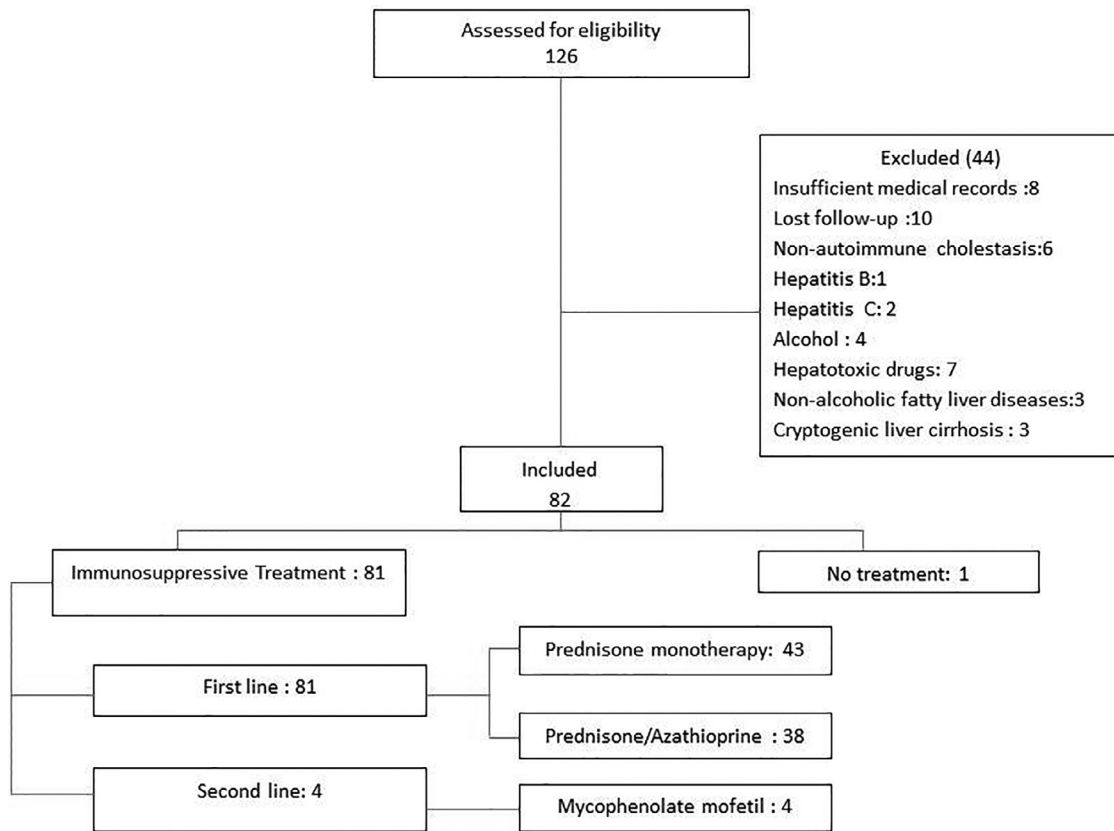 Assessed for eligibility
126
Excluded (44)
Insufficient medical records :8
Lost follow-up :10
Non-autoimmune cholestasis:6
Hepatitis B:1
Hepatitis C: 2
Alcohol : 4
Hepatotoxic drugs: 7
Non-alcoholic fatty liver diseases:3
Cryptogenic liver cirrhosis : 3
Included
82
Immunosuppressive Treatment : 81
No treatment: 1
Prednisone monotherapy: 43
First line : 81
Prednisone/Azathioprine : 38
Second line: 4
Mycophenolate mofetil : 4